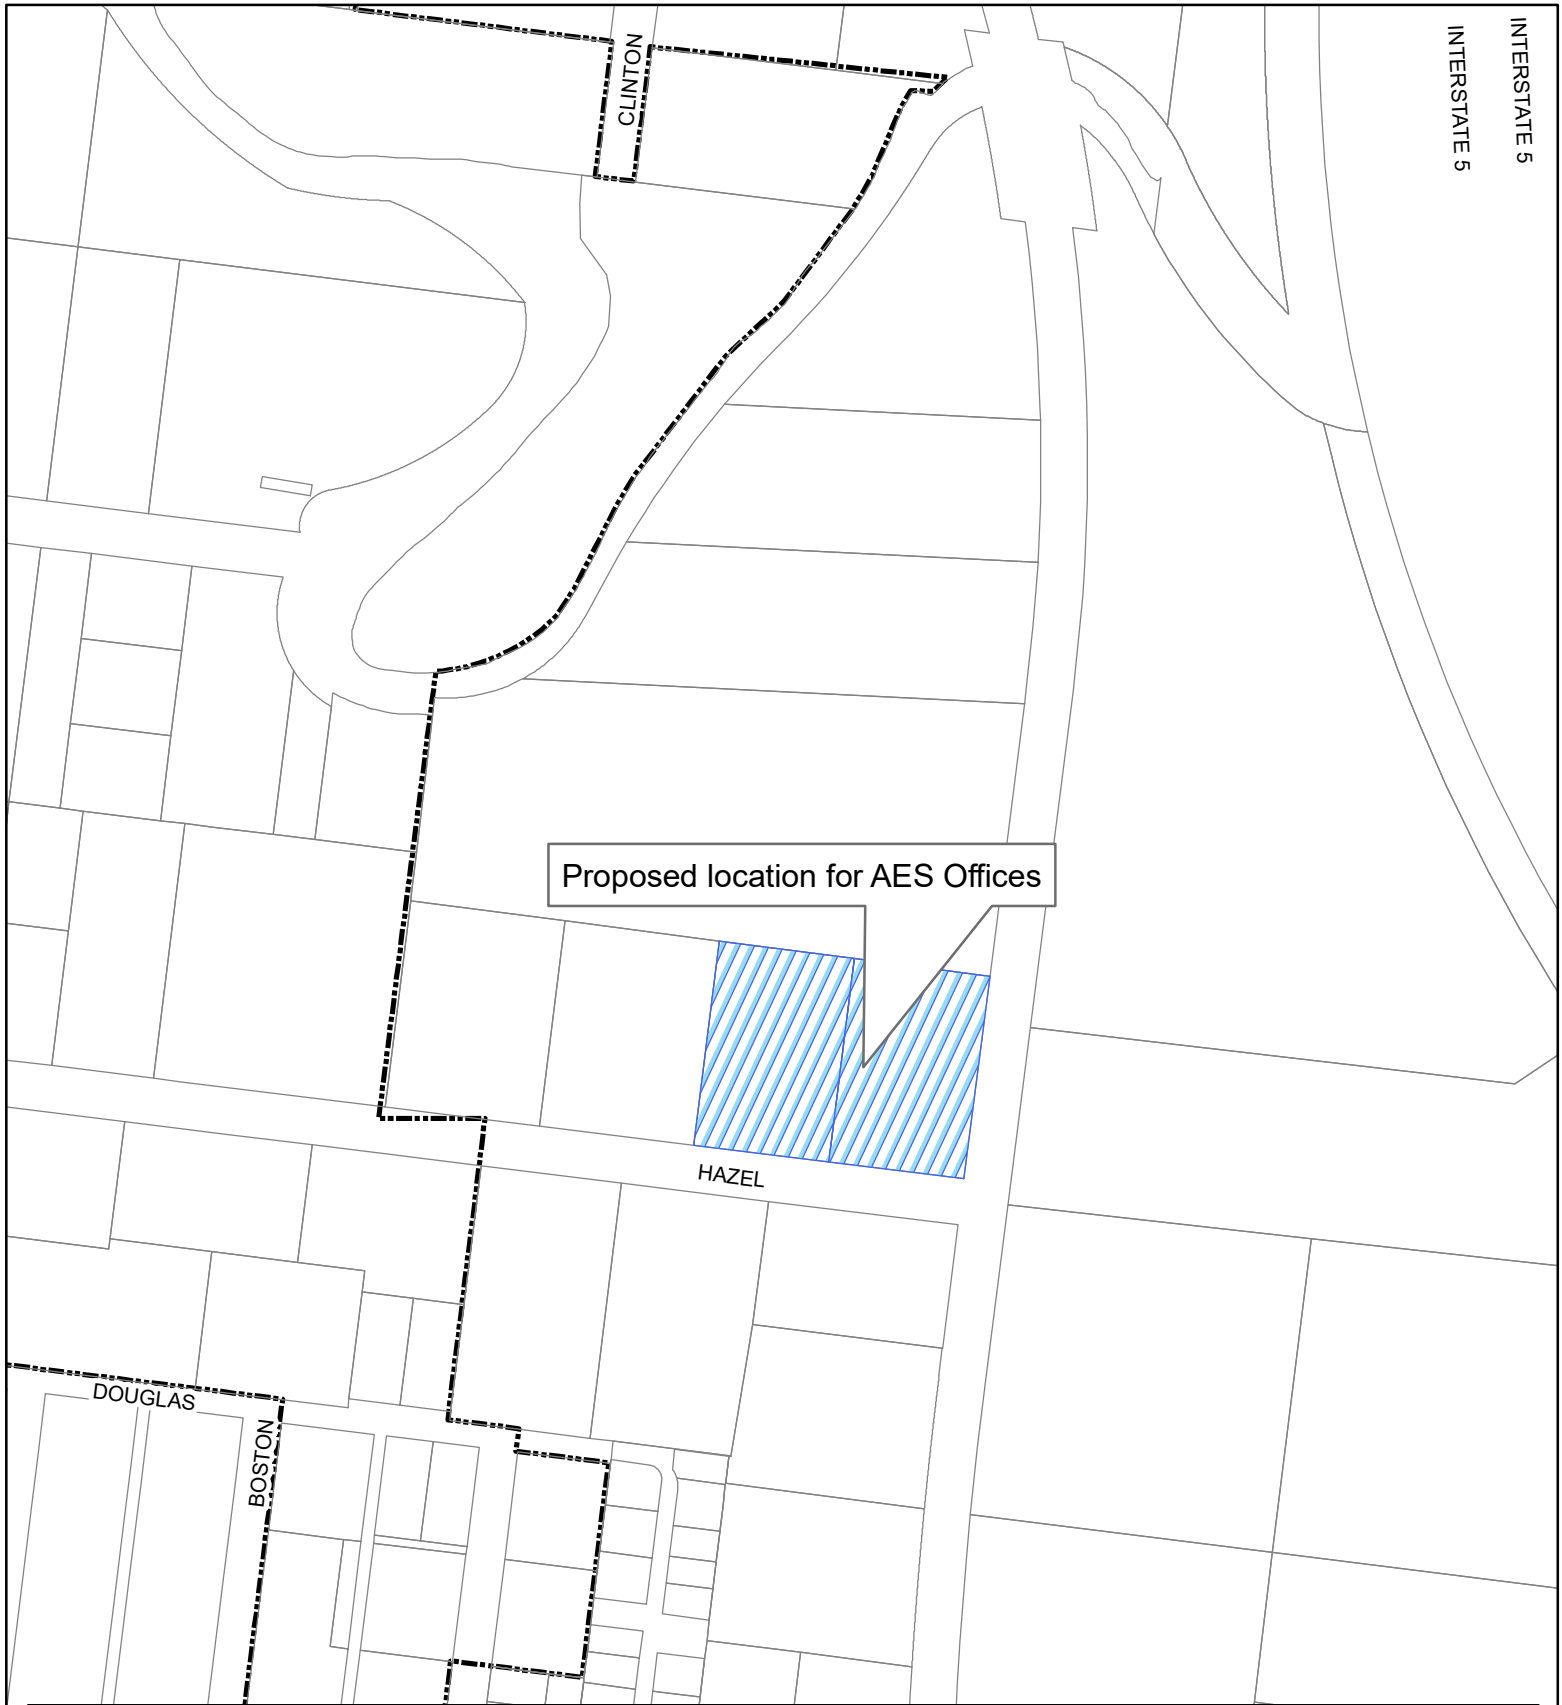 CLINTON
INTERSTATE 5
INTERSTATE 5
Proposed location for AES Offices
HAZEL
DOUGLAS
BOSTON